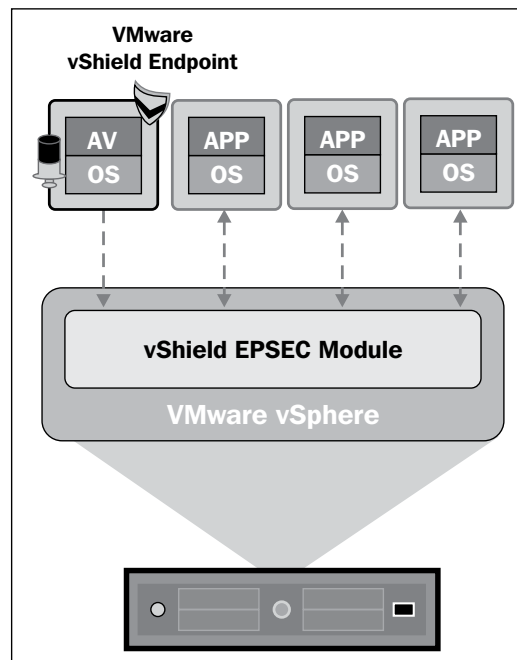 VMware
vShield Endpoint
AV
OS
APP
OS
APP
OS
APP
OS
vShield EPSEC Module
VMware vSphere